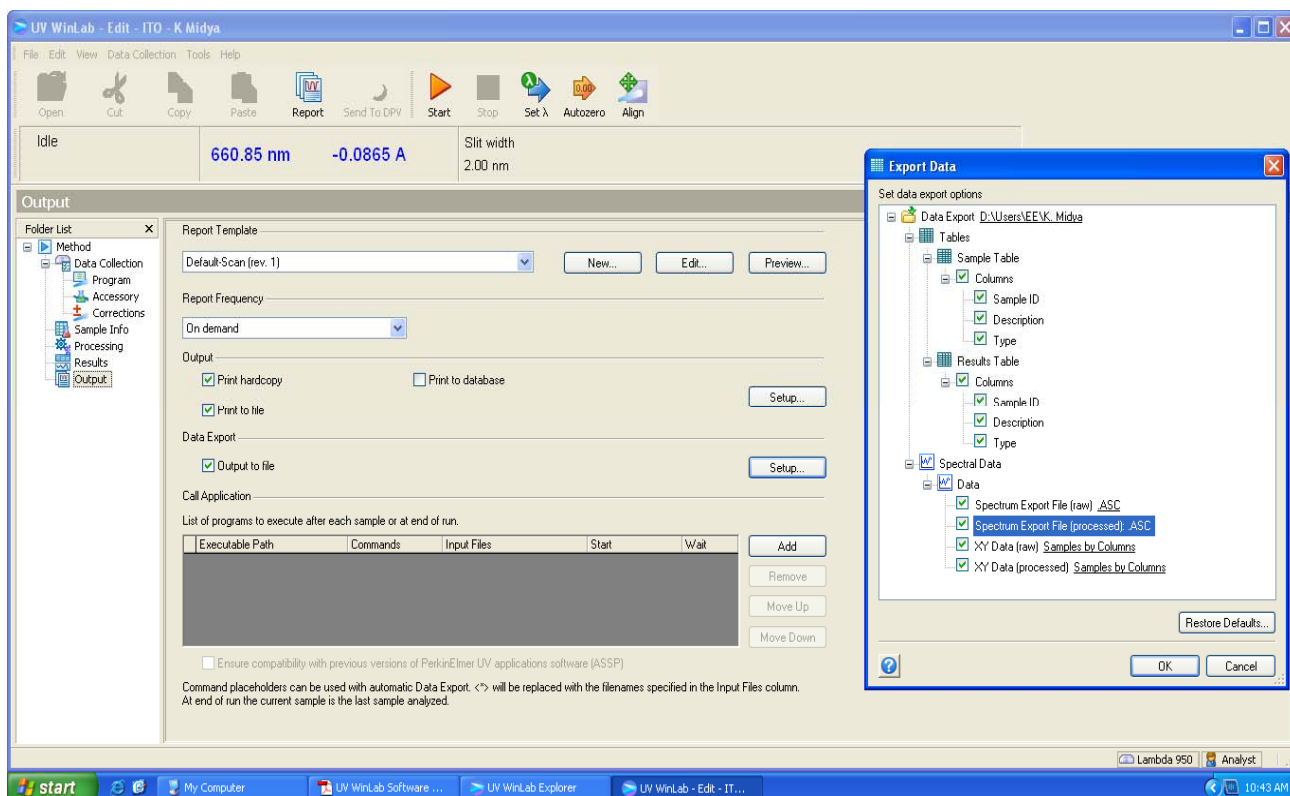 UV WinLab - Edit - ITO - K Midya
File Edit View Data Collection Tools Help
Open Cut Copy Paste Report Send To DPV Start Stop Set λ Autozero Align
Idle
660.85 nm -0.0865 A
Slit width
2.00 nm
Output
Folder List
Method
Data Collection
Program
Accessory
Corrections
Sample Info
Processing
Results
Output
Report Template
Default-Scan (rev. 1)
New... Edit... Preview...
Report Frequency
On demand
Output
Print hardcopy Print to database
Print to file
Setup...
Data Export
Output to file
Setup...
Call Application
List of programs to execute after each sample or at end of run.
Executable Path Commands Input Files Start Wait
Add
Remove
Move Up
Move Down
Ensure compatibility with previous versions of PerkinElmer UV applications software (ASSP)
Command placeholders can be used with automatic Data Export. <*> will be replaced with the filenames specified in the Input Files column.
At end of run the current sample is the last sample analyzed.
Export Data
Set data export options
Data Export D:\Users\EE\K. Midya
Tables
Sample Table
Columns
Sample ID
Description
Type
Results Table
Columns
Sample ID
Description
Type
Spectral Data
Data
Spectrum Export File (raw) .ASC
Spectrum Export File (processed): .ASC
XY Data (raw) Samples by Columns
XY Data (processed) Samples by Columns
Restore Defaults...
OK Cancel
Lambda 950 Analyst
start My Computer UV WinLab Software ... UV WinLab Explorer UV WinLab - Edit - IT... 10:43 AM